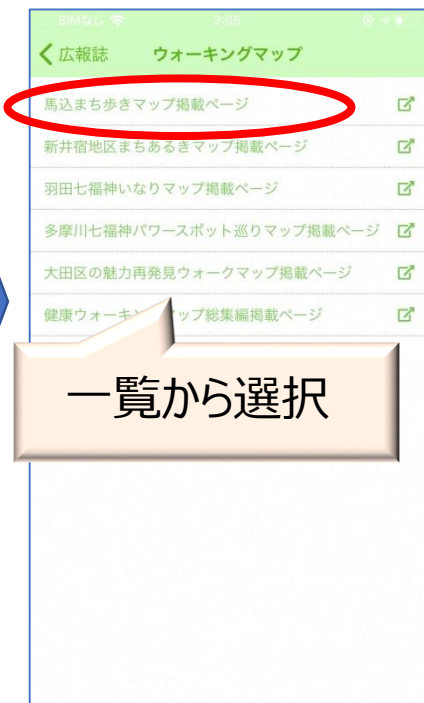 SIMなし 2:05
広報誌 ウォーキングマップ
馬込まち歩きマップ掲載ページ
新井宿地区まちあるきマップ掲載ページ
羽田七福神いなりマップ掲載ページ
多摩川七福神パワースポット巡りマップ掲載ページ
大田区の魅力再発見ウォークマップ掲載ページ
健康ウォーキン マップ総集編掲載ページ
一覧から選択